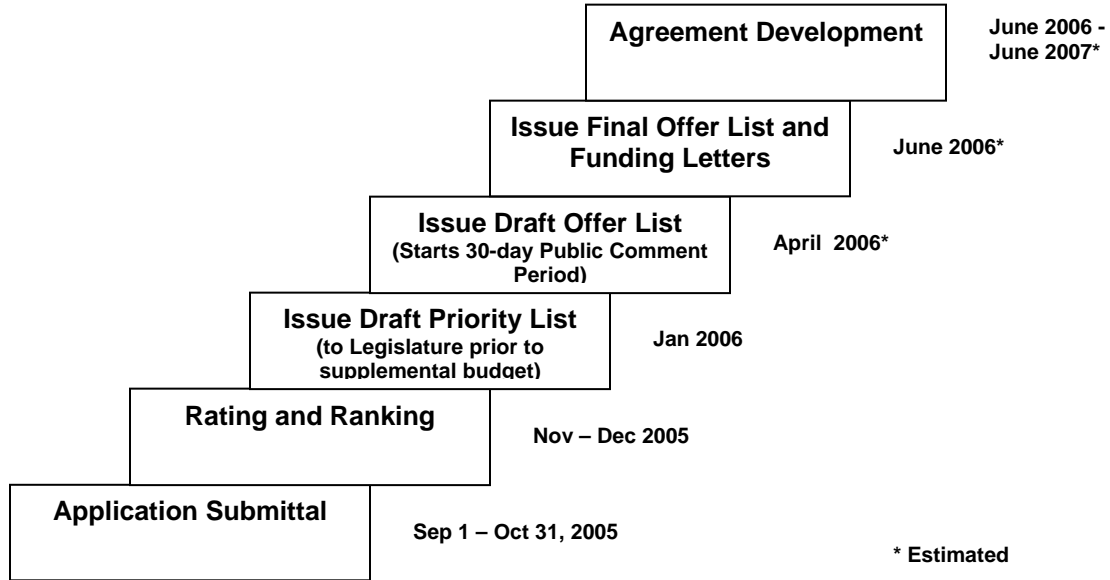 Agreement Development
June 2006 -
June 2007*
Issue Final Offer List and
Funding Letters
June 2006*
Issue Draft Offer List
(Starts 30-day Public Comment
Period)
April 2006*
Issue Draft Priority List
(to Legislature prior to
supplemental budget)
Jan 2006
Rating and Ranking
Nov – Dec 2005
Application Submittal
Sep 1 – Oct 31, 2005
* Estimated